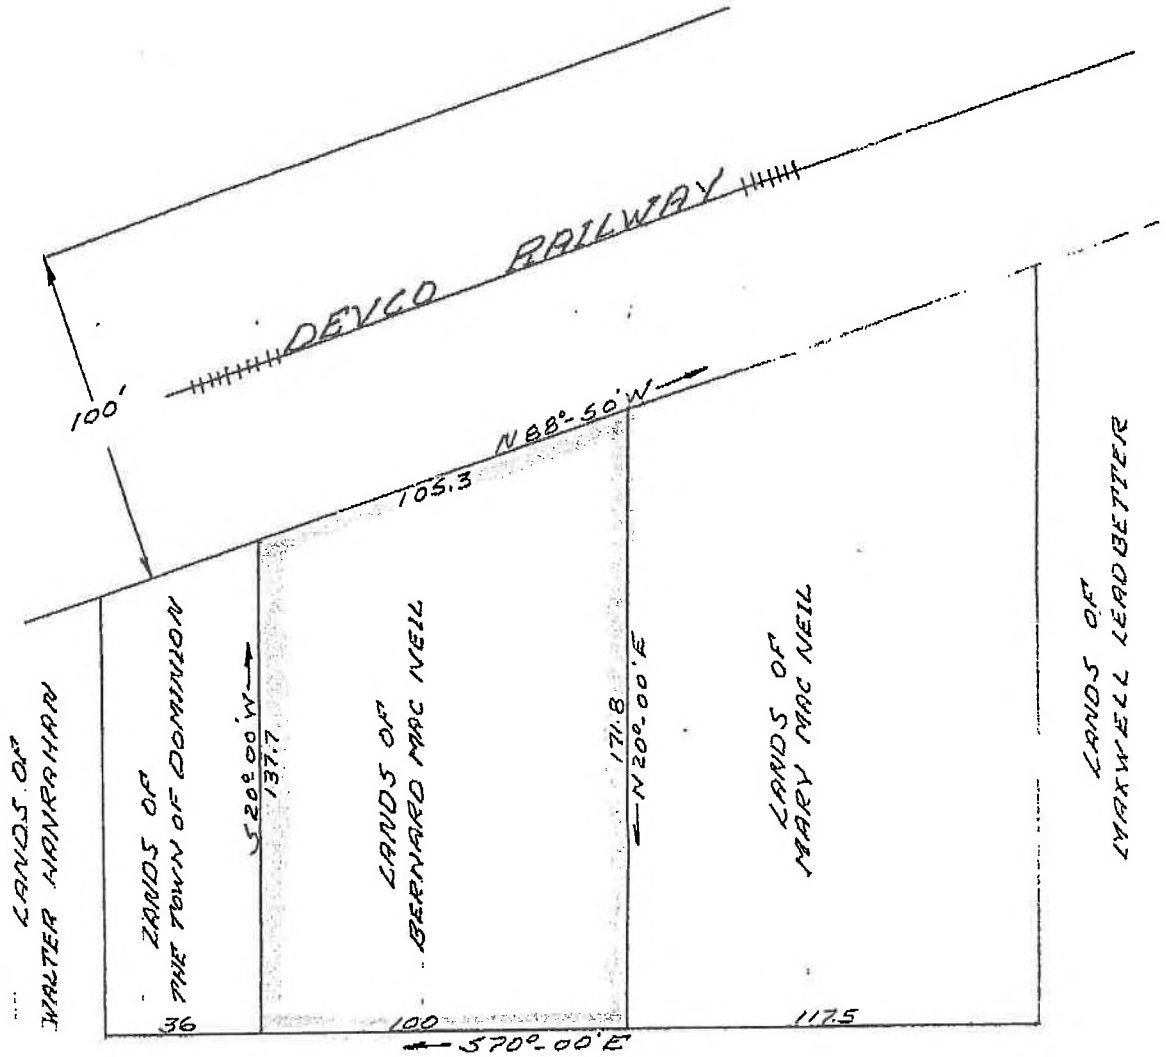 DEVCO RAILWAY
100'
N 88°-50' W
105.3
S 20° 00' W
137.7
171.8
N 20°-00' E
LANDS OF
WALTER HANRAHAN
LANDS OF
THE TOWN OF DOMINION
LANDS OF
BERNARD MAC NEIL
LANDS OF
MARY MAC NEIL
LANDS OF
MAXWELL LEADBETTER
36
100
117.5
S 70°-00' E